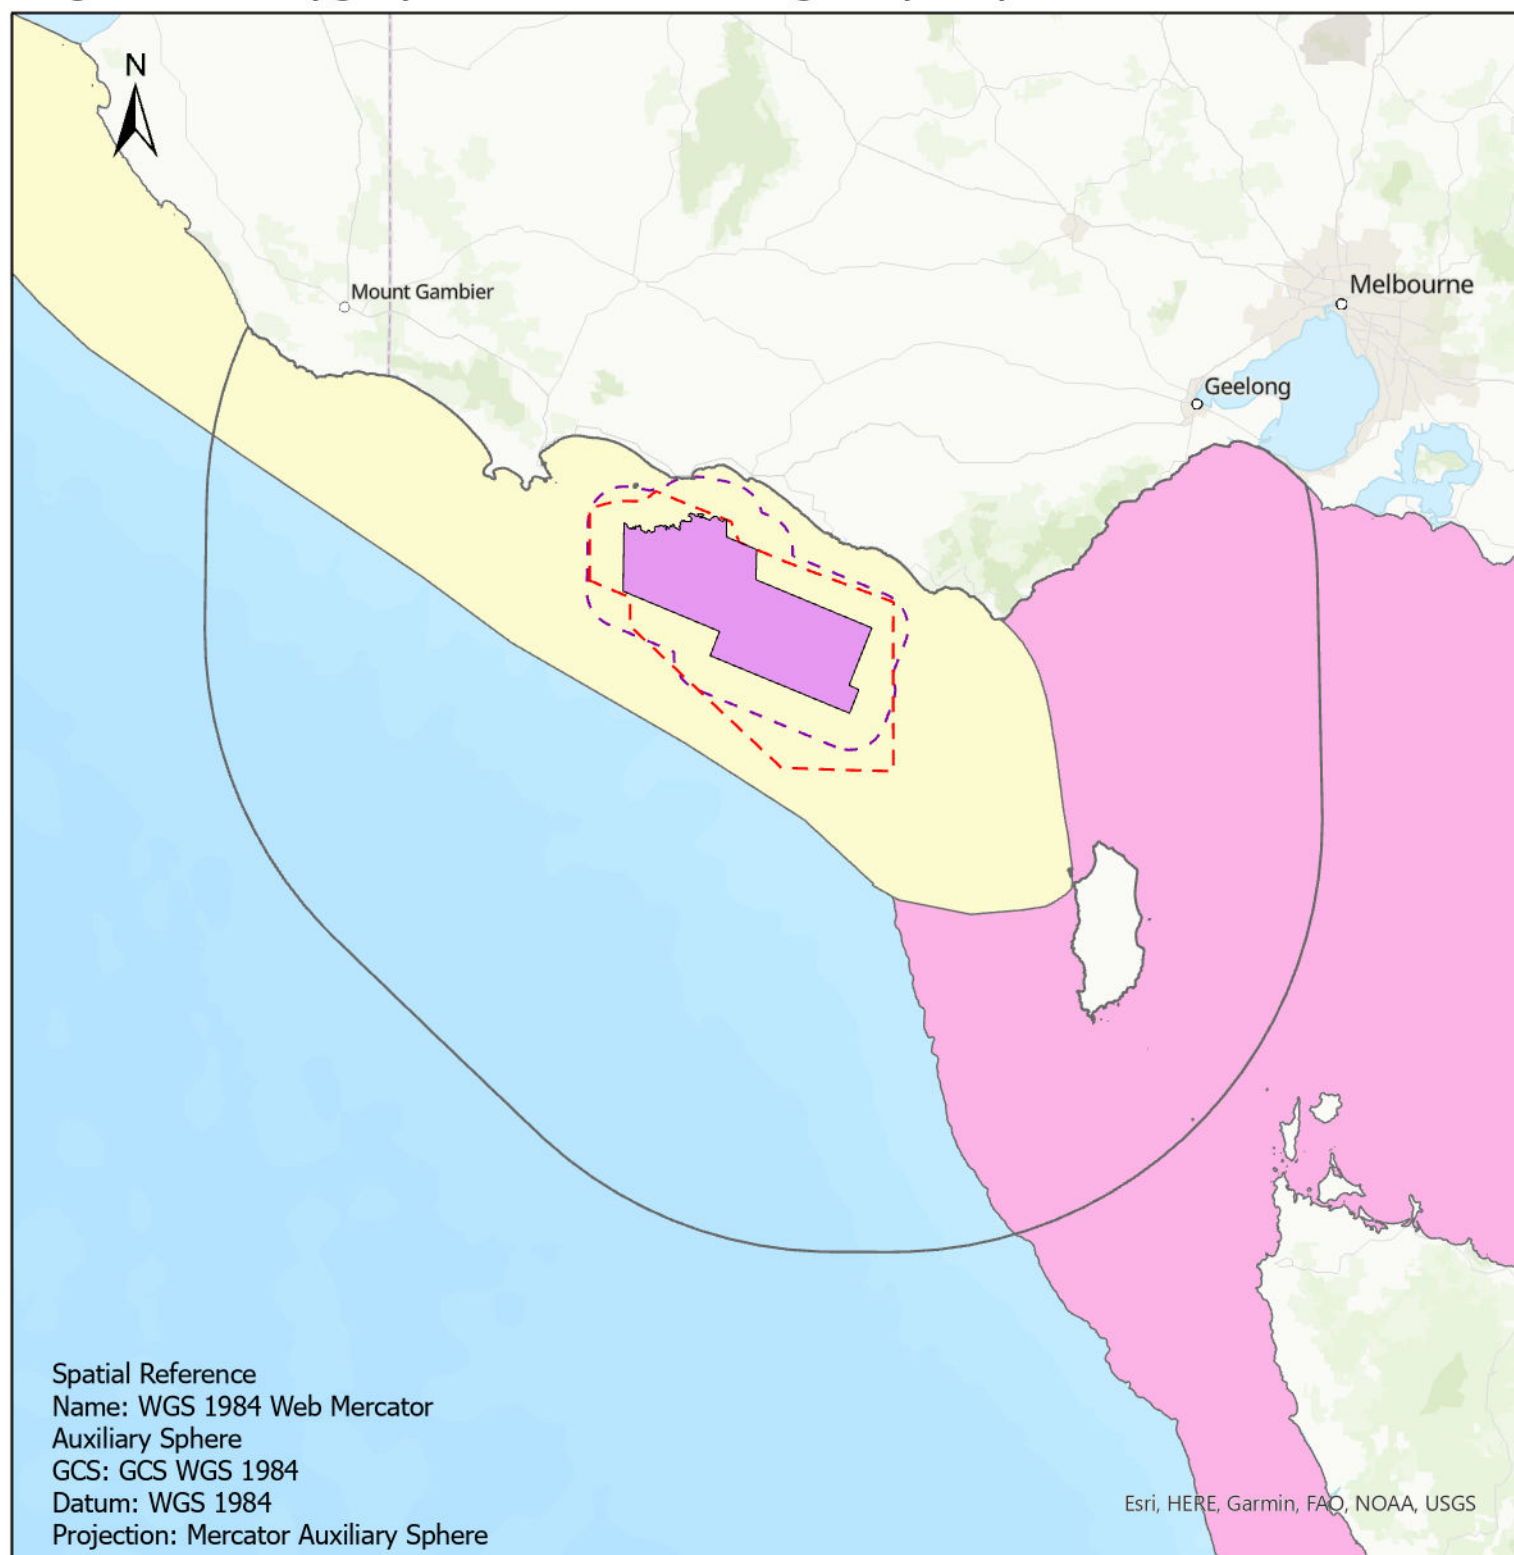 N
Mount Gambier
Melbourne
Geelong
Spatial Reference
Name: WGS 1984 Web Mercator
Auxiliary Sphere
GCS: GCS WGS 1984
Datum: WGS 1984
Projection: Mercator Auxiliary Sphere
Esri, HERE, Garmin, FAO, NOAA, USGS